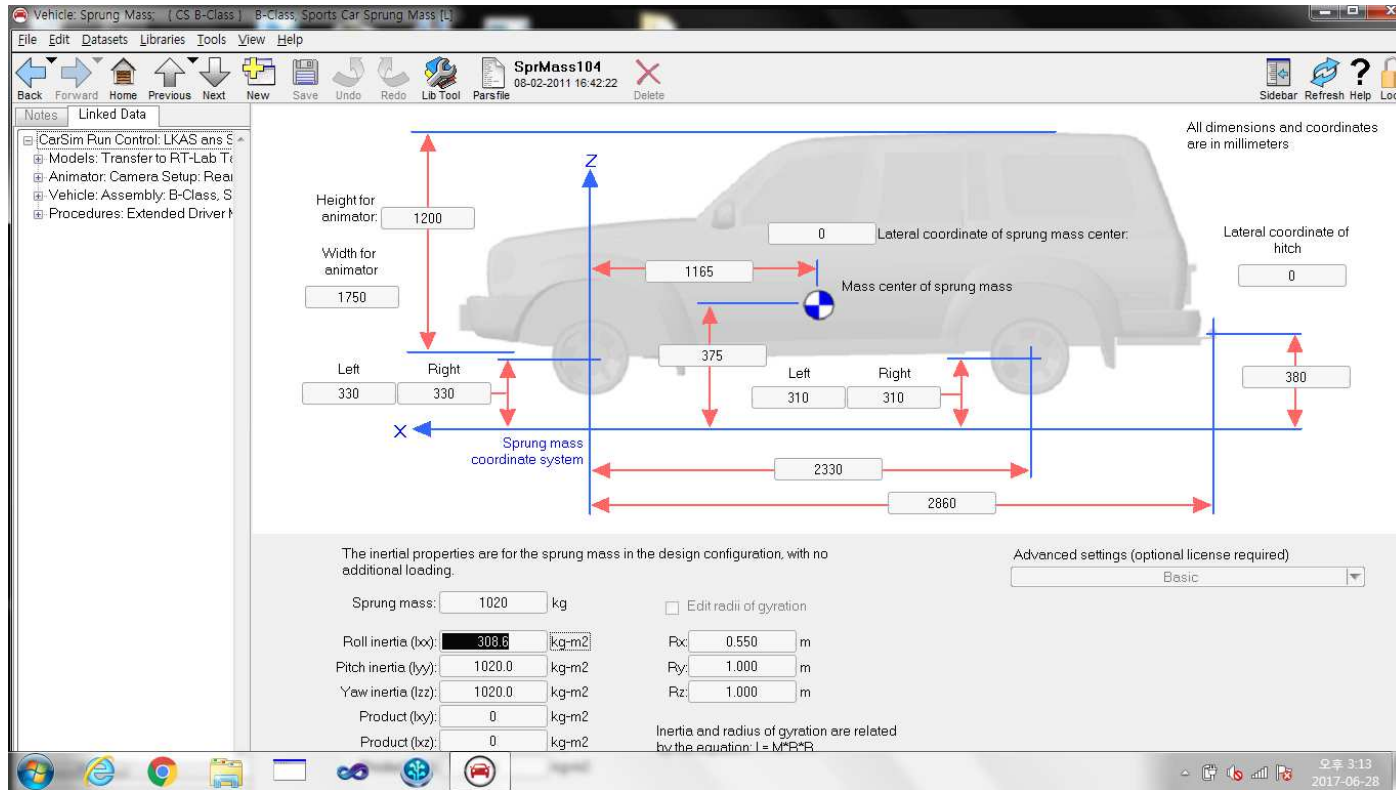 Vehicle: Sprung Mass; { CS B-Class } B-Class, Sports Car Sprung Mass [L]
File Edit Datasets Libraries Tools View Help
Back Forward Home Previous Next New Save Undo Redo Lib Tool Parsfile
SprMass104
08-02-2011 16:42:22
Delete
Sidebar Refresh Help Loc
Notes Linked Data
CarSim Run Control: LKAS ans S
Models: Transfer to RT-Lab Ta
Animator: Camera Setup: Rear
Vehicle: Assembly: B-Class, S
Procedures: Extended Driver M
All dimensions and coordinates
are in millimeters
Z
Height for
animator: 1200
Width for
animator
1750
0 Lateral coordinate of sprung mass center:
Lateral coordinate of
hitch
0
1165
Mass center of sprung mass
375
Left Right
330 330
Left Right
310 310
380
X
Sprung mass
coordinate system
2330
2860
The inertial properties are for the sprung mass in the design configuration, with no
additional loading.
Advanced settings (optional license required)
Basic
Sprung mass: 1020 kg
Edit radii of gyration
Roll inertia (Ixx): 308.6 kg-m2
Rx: 0.550 m
Pitch inertia (Iyy): 1020.0 kg-m2
Ry: 1.000 m
Yaw inertia (Izz): 1020.0 kg-m2
Rz: 1.000 m
Product (Ixy): 0 kg-m2
Product (Ixz): 0 kg-m2
Inertia and radius of gyration are related
by the equation: I = M*R*R
오후 3:13
2017-06-28